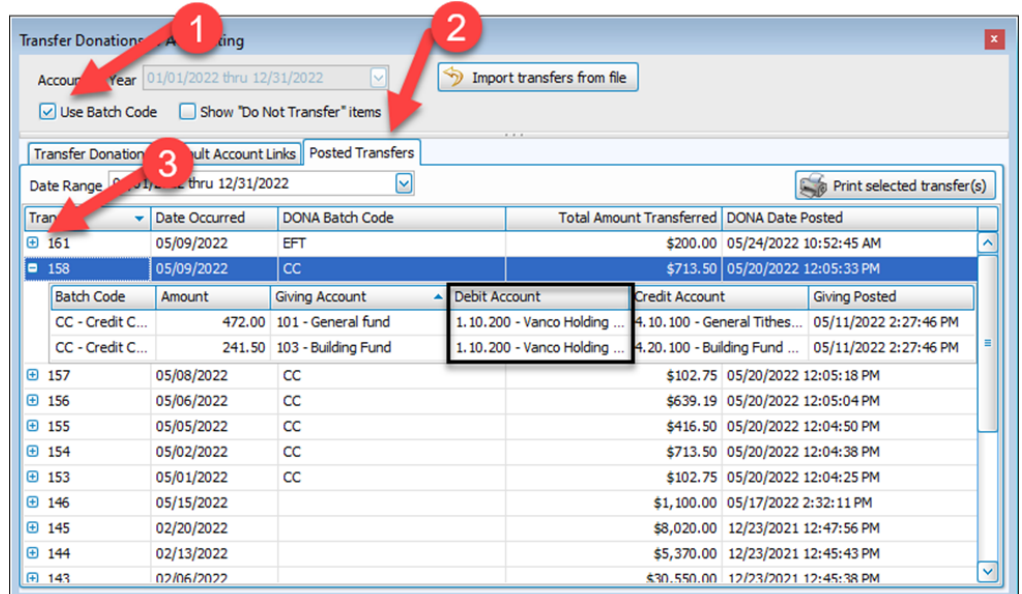 1
2
Transfer Donations A ting
Accoun Year 01/01/2022 thru 12/31/2022 Import transfers from file
Use Batch Code Show "Do Not Transfer" items
Transfer Donation ult Account Links Posted Transfers
3
Date Range 1/ thru 12/31/2022 Print selected transfer(s)
Tran Date Occurred DONA Batch Code Total Amount Transferred DONA Date Posted
161 05/09/2022 EFT $200.00 05/24/2022 10:52:45 AM
158 05/09/2022 CC $713.50 05/20/2022 12:05:33 PM
Batch Code Amount Giving Account Debit Account Credit Account Giving Posted
CC - Credit C... 472.00 101 - General fund 1.10.200 - Vanco Holding ... 4.10.100 - General Tithes... 05/11/2022 2:27:46 PM
CC - Credit C... 241.50 103 - Building Fund 1.10.200 - Vanco Holding ... 4.20.100 - Building Fund ... 05/11/2022 2:27:46 PM
157 05/08/2022 CC $102.75 05/20/2022 12:05:18 PM
156 05/06/2022 CC $639.19 05/20/2022 12:05:04 PM
155 05/05/2022 CC $416.50 05/20/2022 12:04:50 PM
154 05/02/2022 CC $713.50 05/20/2022 12:04:38 PM
153 05/01/2022 CC $102.75 05/20/2022 12:04:25 PM
146 05/15/2022 $1,100.00 05/17/2022 2:32:11 PM
145 02/20/2022 $8,020.00 12/23/2021 12:47:56 PM
144 02/13/2022 $5,370.00 12/23/2021 12:45:43 PM
143 02/06/2022 $30,550.00 12/23/2021 12:45:38 PM